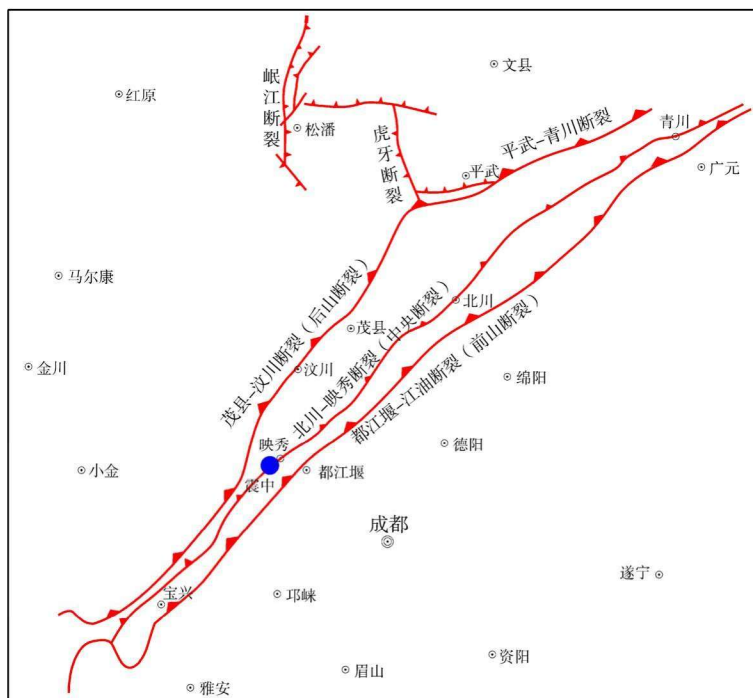 文县
红原
岷江断裂
松潘
青川
虎牙断裂
平武-青川断裂
平武
广元
马尔康
北川
茂县-汶川断裂(后山断裂)
茂县
北川-映秀断裂(中央断裂)
都江堰-江油断裂(前山断裂)
金川
汶川
绵阳
映秀
德阳
小金
都江堰
震中
成都
遂宁
宝兴
邛崃
资阳
眉山
雅安